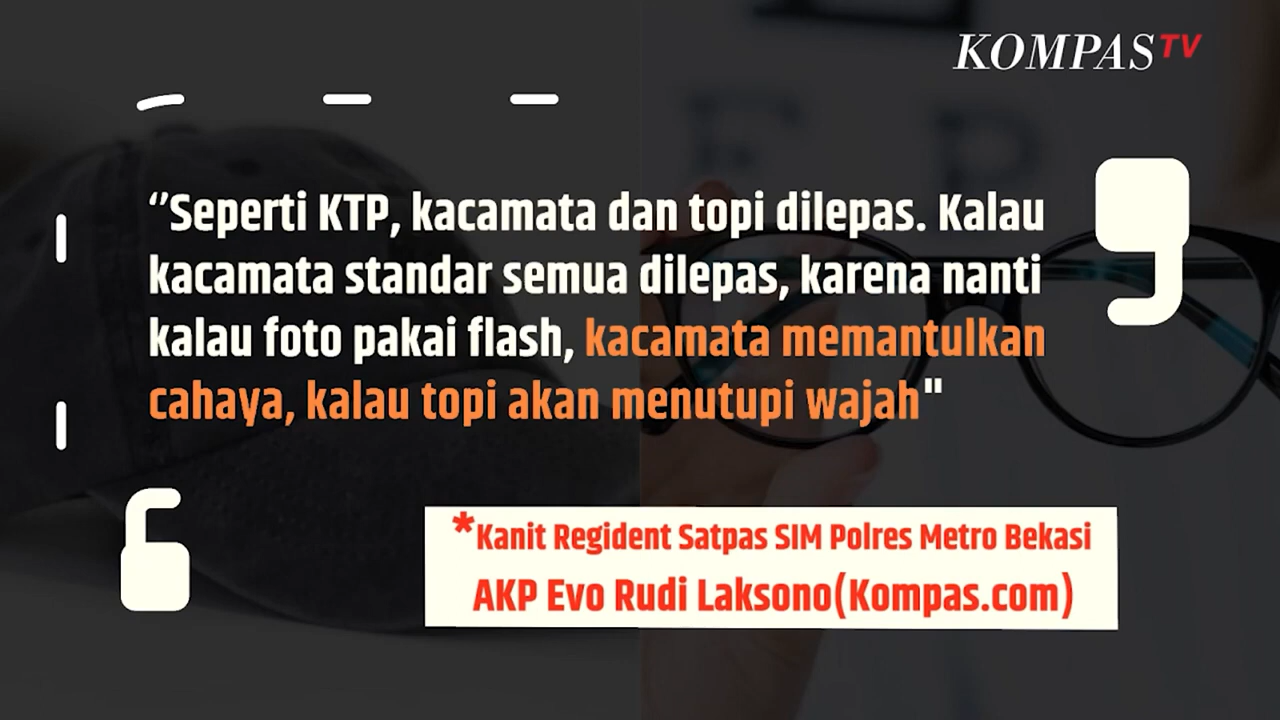 KOMPASTV
‘’Seperti KTP, kacamata dan topi dilepas. Kalau
kacamata standar semua dilepas, karena nanti
kalau foto pakai flash, kacamata memantulkan
cahaya, kalau topi akan menutupi wajah"
*Kanit Regident Satpas SIM Polres Metro Bekasi
AKP Evo Rudi Laksono(Kompas.com)